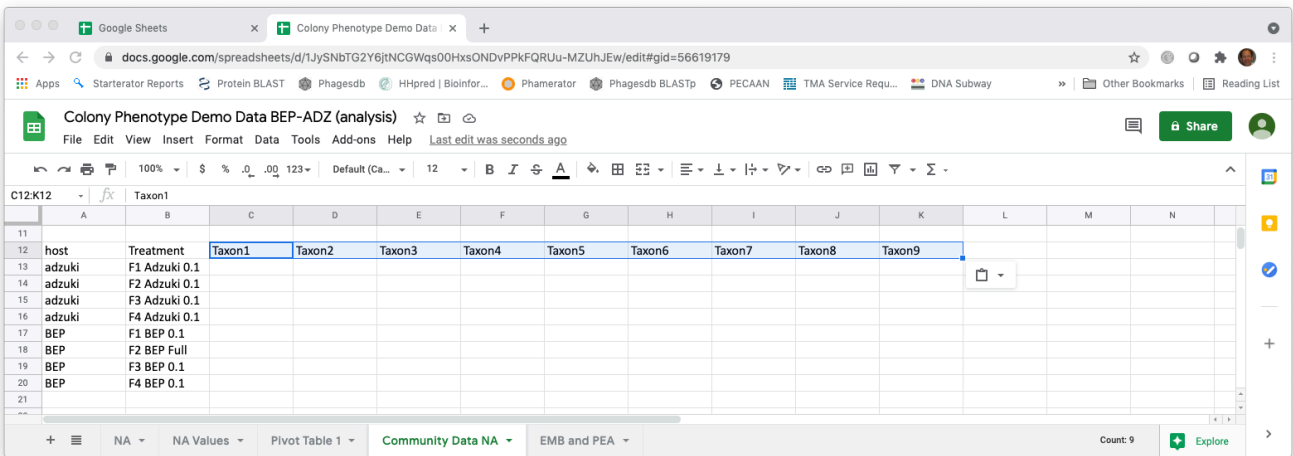 Google Sheets × Colony Phenotype Demo Data × +
docs.google.com/spreadsheets/d/1JySNbTG2Y6jtNCGWqs00HxsONDvPPkFQRUu-MZUhJEw/edit#gid=56619179
Apps Starterator Reports Protein BLAST Phagesdb HHpred | Bioinfor... Phamerator Phagesdb BLASTp PECAAN TMA Service Requ... DNA Subway » Other Bookmarks Reading List
Colony Phenotype Demo Data BEP-ADZ (analysis)
Share
File Edit View Insert Format Data Tools Add-ons Help Last edit was seconds ago
100% $ % .0 .00 123 Default (Ca... 12 B I S A
C12:K12 fx Taxon1
A B C D E F G H I J K L M N
11
12 host Treatment Taxon1 Taxon2 Taxon3 Taxon4 Taxon5 Taxon6 Taxon7 Taxon8 Taxon9
13 adzuki F1 Adzuki 0.1
14 adzuki F2 Adzuki 0.1
15 adzuki F3 Adzuki 0.1
16 adzuki F4 Adzuki 0.1
17 BEP F1 BEP 0.1
18 BEP F2 BEP Full
19 BEP F3 BEP 0.1
20 BEP F4 BEP 0.1
21
+ NA NA Values Pivot Table 1 Community Data NA EMB and PEA Count: 9 Explore